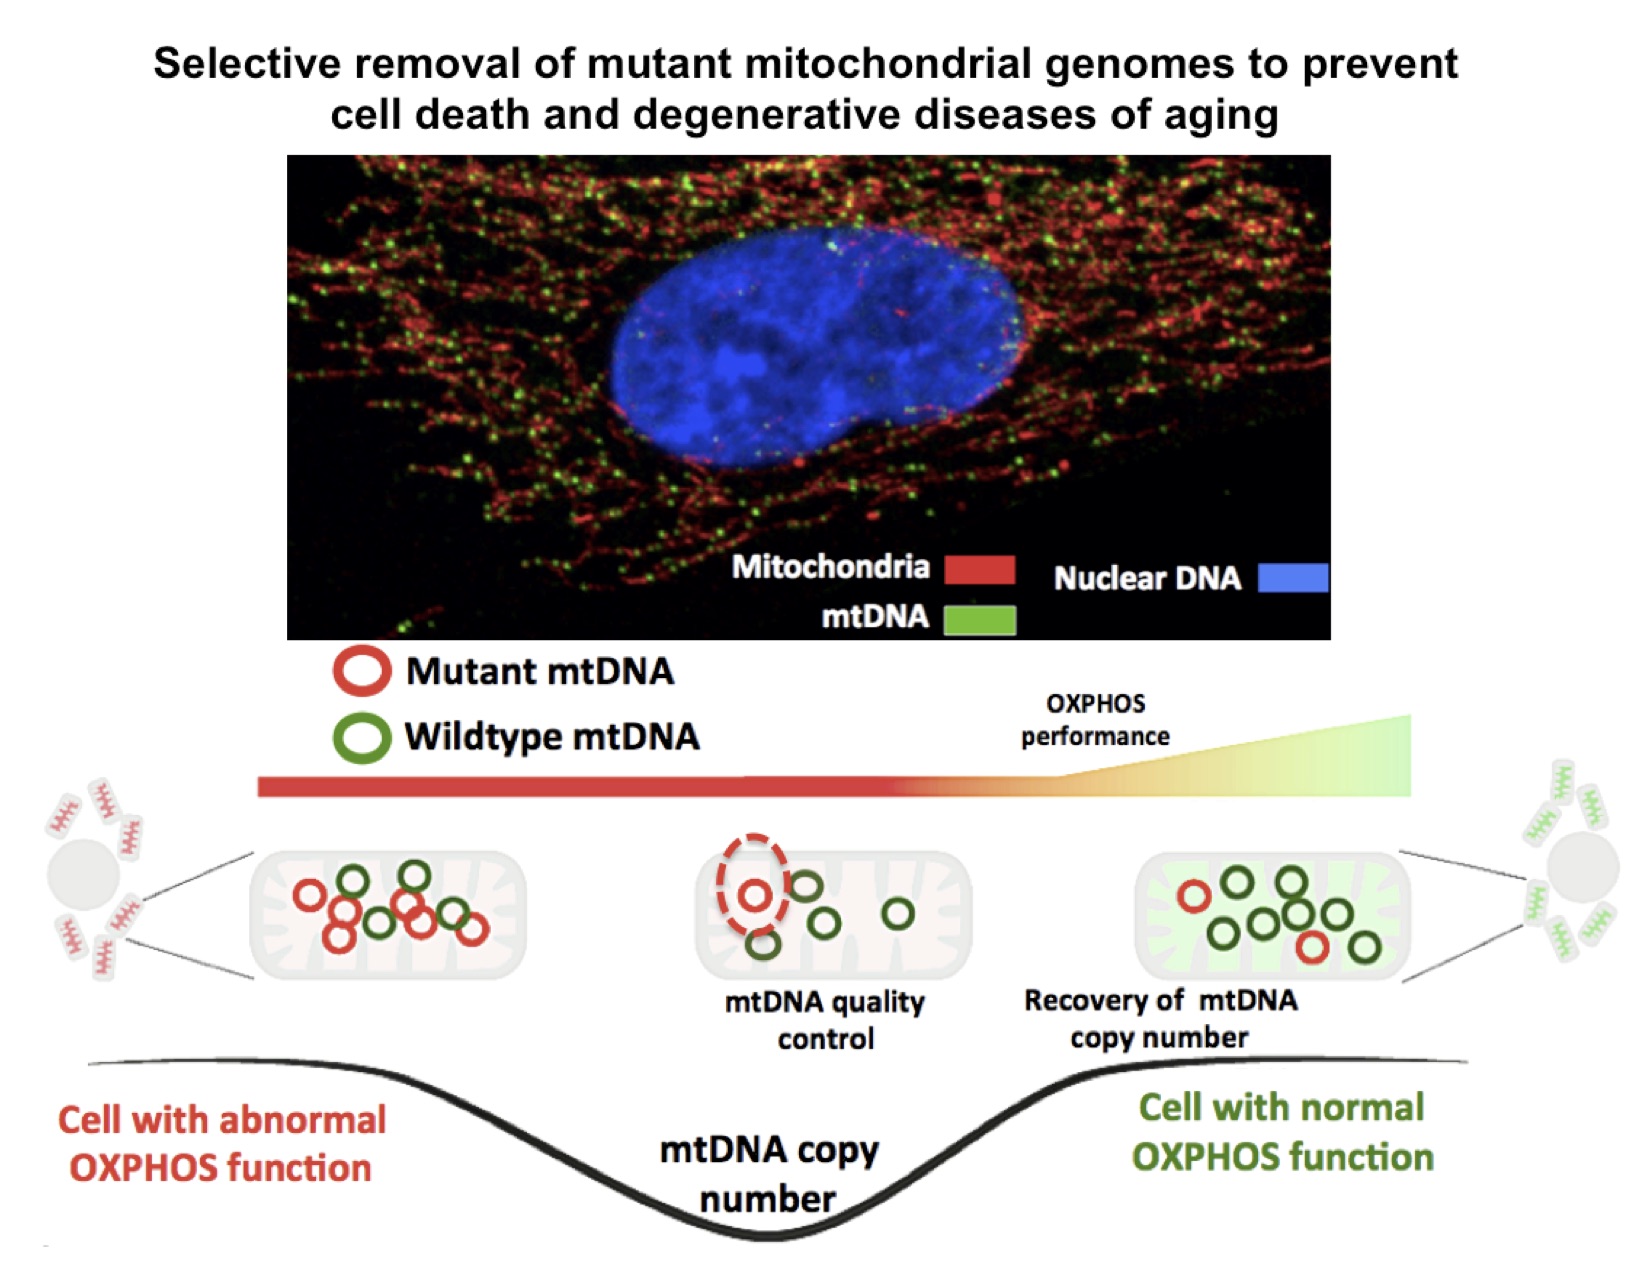 Selective removal of mutant mitochondrial genomes to prevent
cell death and degenerative diseases of aging
Mitochondria
mtDNA
Nuclear DNA
Mutant mtDNA
Wildtype mtDNA
OXPHOS
performance
mtDNA quality
control
Recovery of mtDNA
copy number
Cell with abnormal
OXPHOS function
mtDNA copy
number
Cell with normal
OXPHOS function